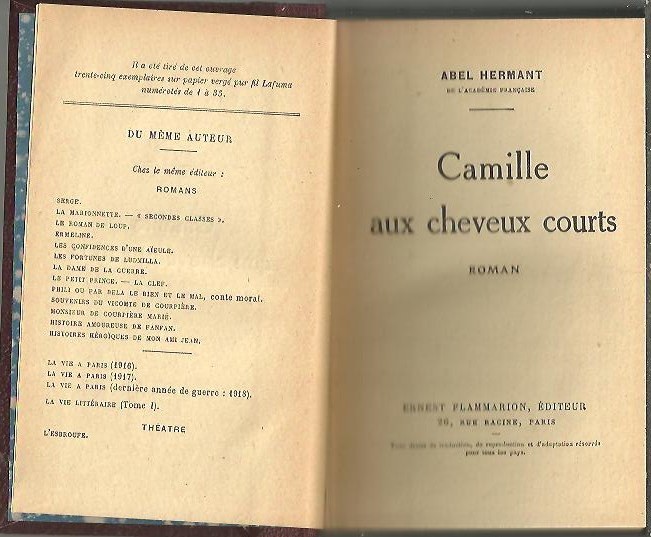 Il a été tiré de cet ouvrage
trente-cinq exemplaires sur papier vergé pur fil Lafuma
numérotés de 1 à 35.
DU MÊME AUTEUR
Chez le même éditeur :
ROMANS
SERGE.
LA MARIONNETTE. — « SECONDES CLASSES ».
LE ROMAN DE LOUP.
ERMELINE.
LES CONFIDENCES D'UNE AÏEULE.
LES FORTUNES DE LUDMILLA.
LA DAME DE LA GUERRE.
LE PETIT PRINCE. — LA CLEF.
PHILI OU PAR DELA LE BIEN ET LE MAL, conte moral.
SOUVENIRS DU VICOMTE DE COURPIÈRE.
MONSIEUR DE COURPIÈRE MARIÉ.
HISTOIRE AMOUREUSE DE FANFAN.
HISTOIRES HÉROÏQUES DE MON AMI JEAN.
LA VIE A PARIS (1916).
LA VIE A PARIS (1917).
LA VIE A PARIS (dernière année de guerre : 1918).
LA VIE LITTÉRAIRE (Tome I).
THÉATRE
L'ESBROUFE.
ABEL HERMANT
DE L'ACADÉMIE FRANÇAISE
Camille
aux cheveux courts
ROMAN
ERNEST FLAMMARION, ÉDITEUR
26, RUE RACINE, PARIS
Tous droits de traduction, de reproduction et d'adaptation réservés
pour tous les pays.